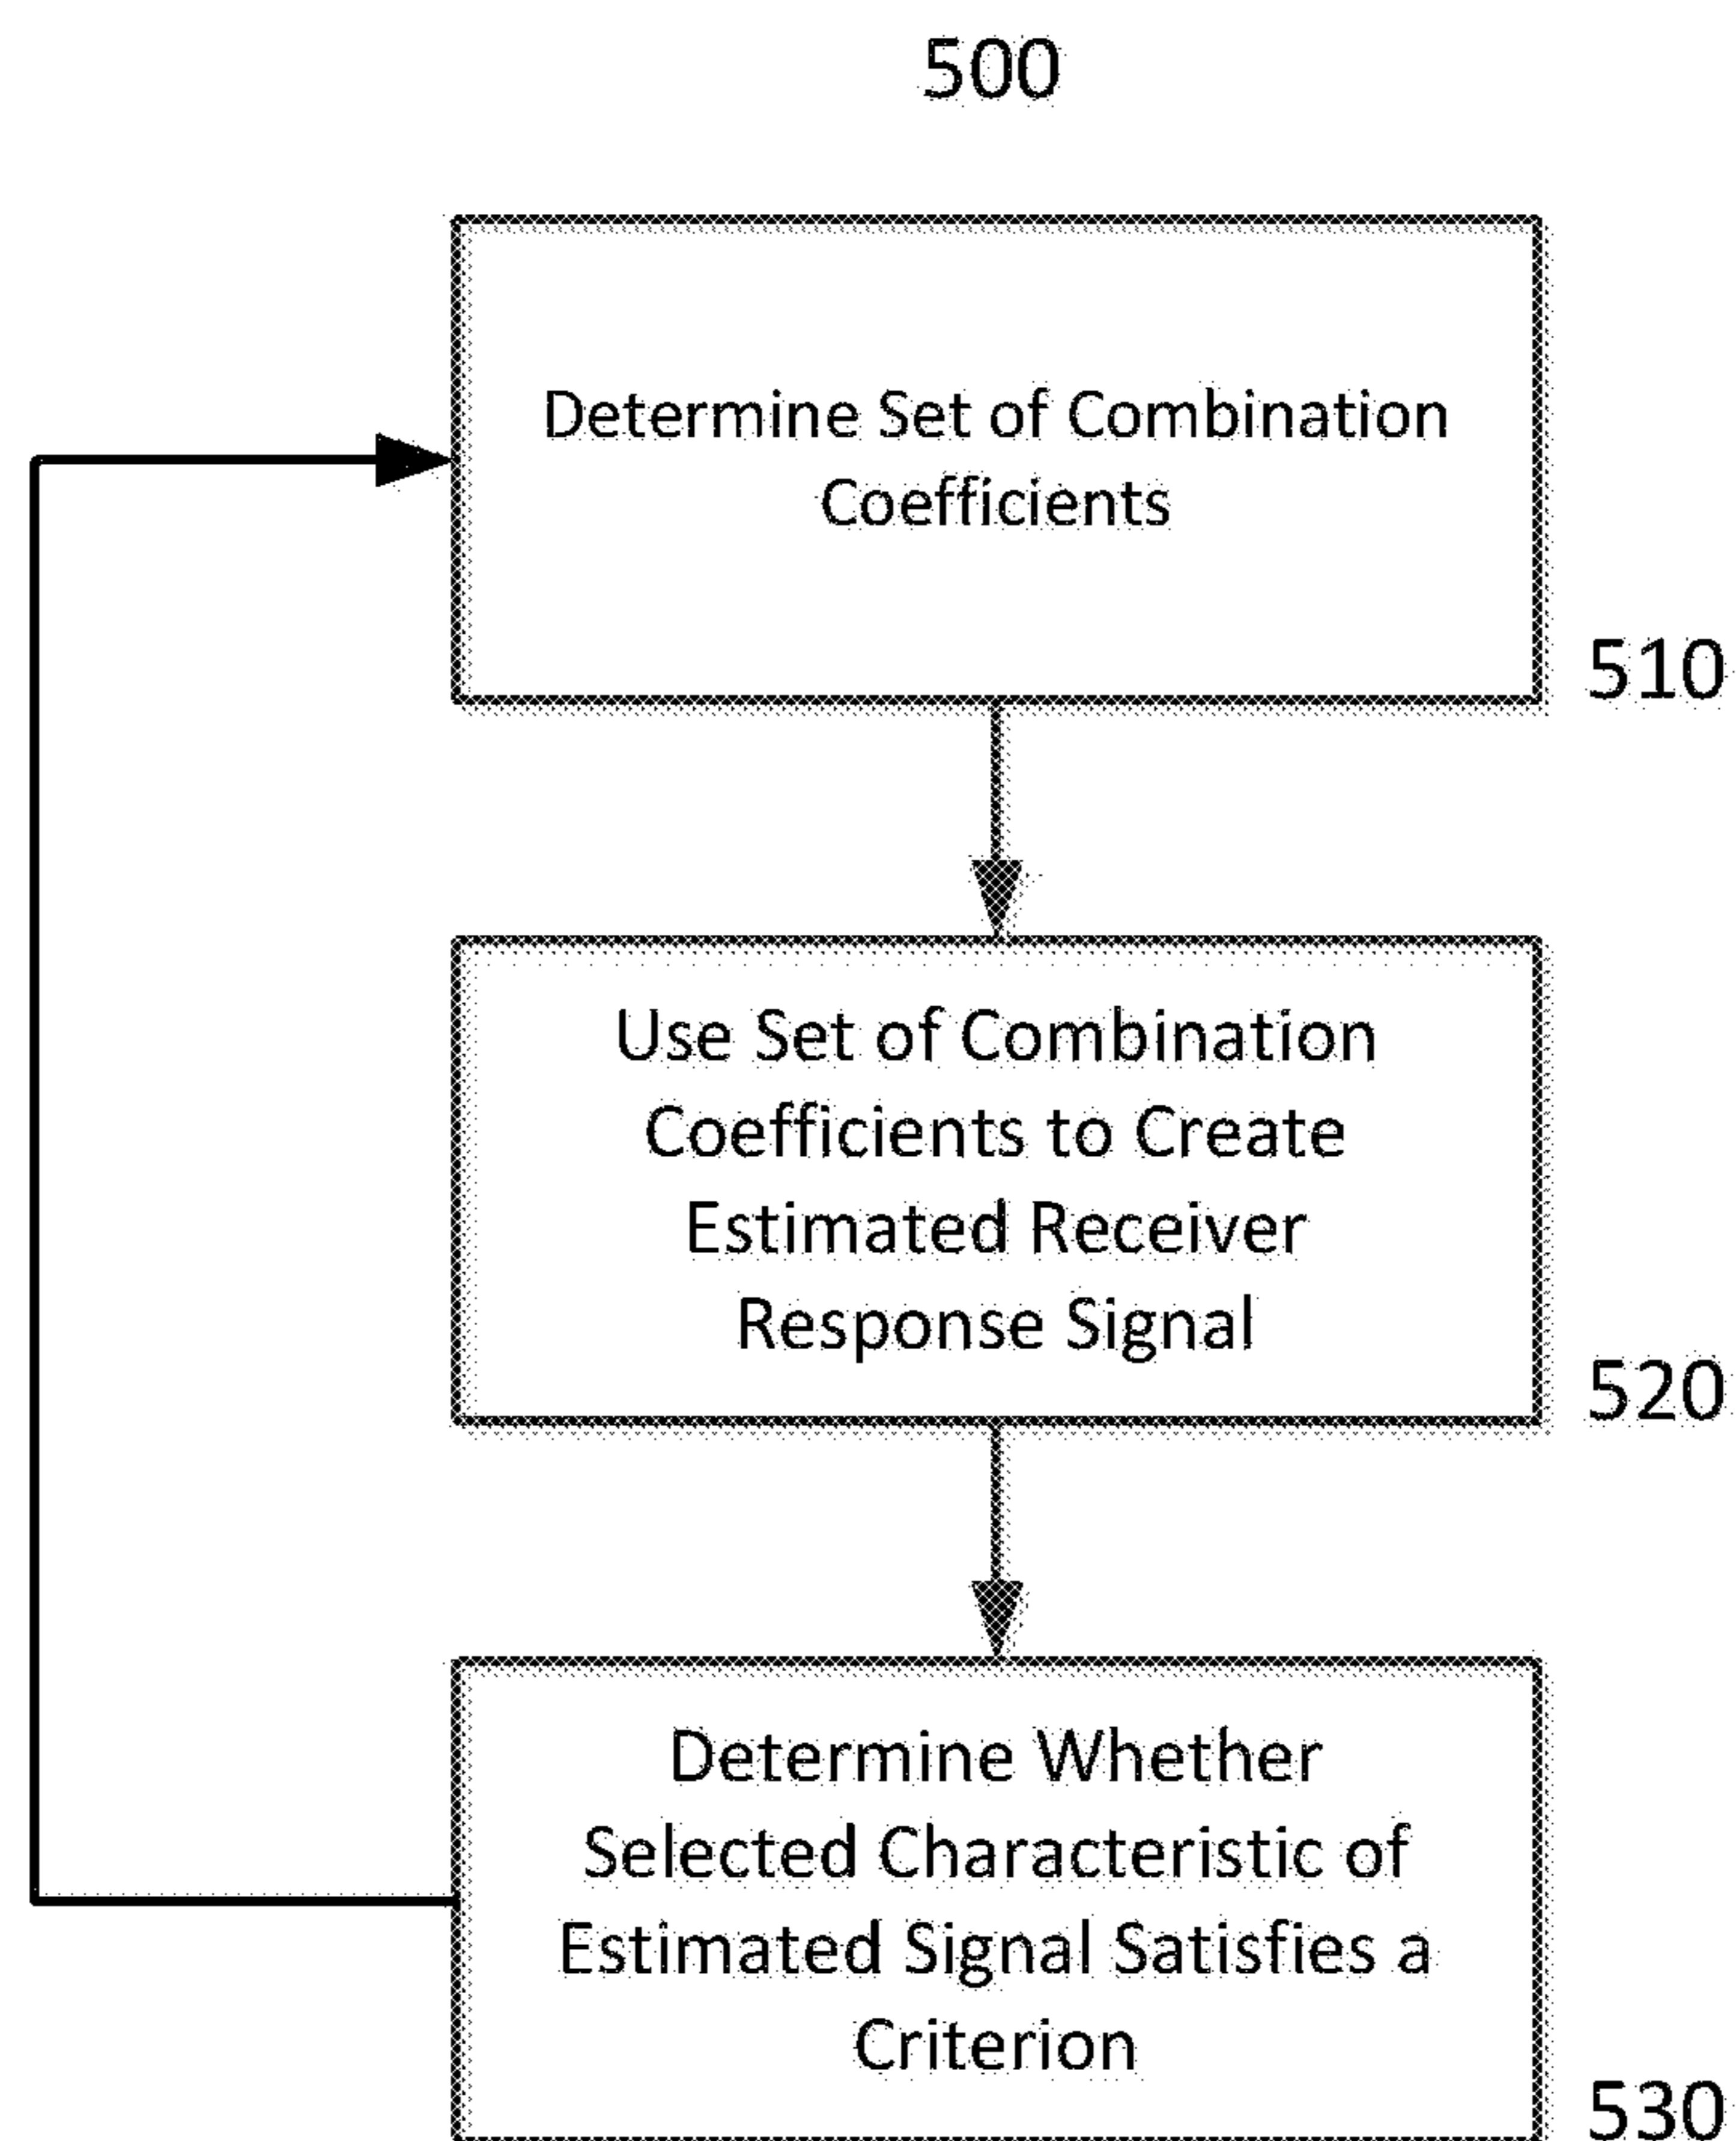 500
Determine Set of Combination
Coefficients
510
Use Set of Combination
Coefficients to Create
Estimated Receiver
Response Signal
520
Determine Whether
Selected Characteristic of
Estimated Signal Satisfies a
Criterion
530